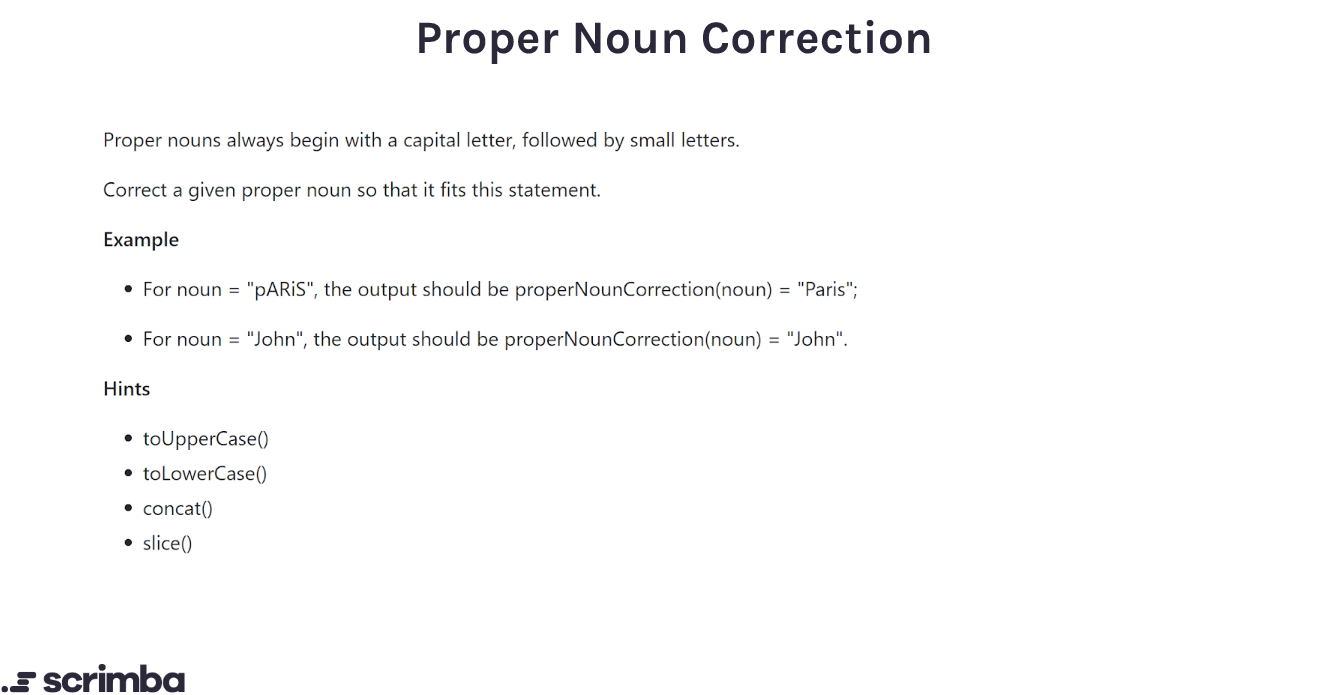 Proper Noun Correction
Proper nouns always begin with a capital letter, followed by small letters.
Correct a given proper noun so that it fits this statement.
Example
• For noun = "pARiS", the output should be properNounCorrection(noun) = "Paris";
• For noun = "John", the output should be properNounCorrection(noun) = "John".
Hints
• toUpperCase()
• toLowerCase()
• concat()
• slice()
scrimba